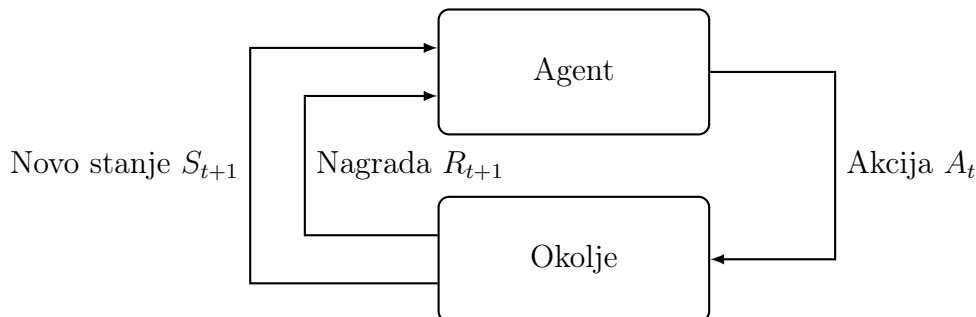 Agent
Novo stanje $S_{t+1}$
Nagrada $R_{t+1}$
Akcija $A_t$
Okolje